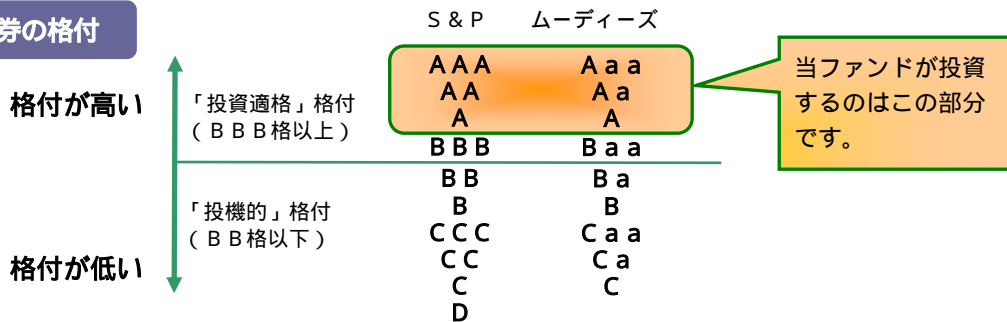 券の格付
S＆P ムーディーズ
格付が高い
「投資適格」格付
（ＢＢＢ格以上）
ＡＡＡ Ａａａ
ＡＡ Ａａ
Ａ Ａ
ＢＢＢ Ｂａａ
当ファンドが投資
するのはこの部分
です。
「投機的」格付
（ＢＢ格以下）
格付が低い
ＢＢ Ｂａ
Ｂ Ｂ
ＣＣＣ Ｃａａ
ＣＣ Ｃａ
Ｃ Ｃ
Ｄ